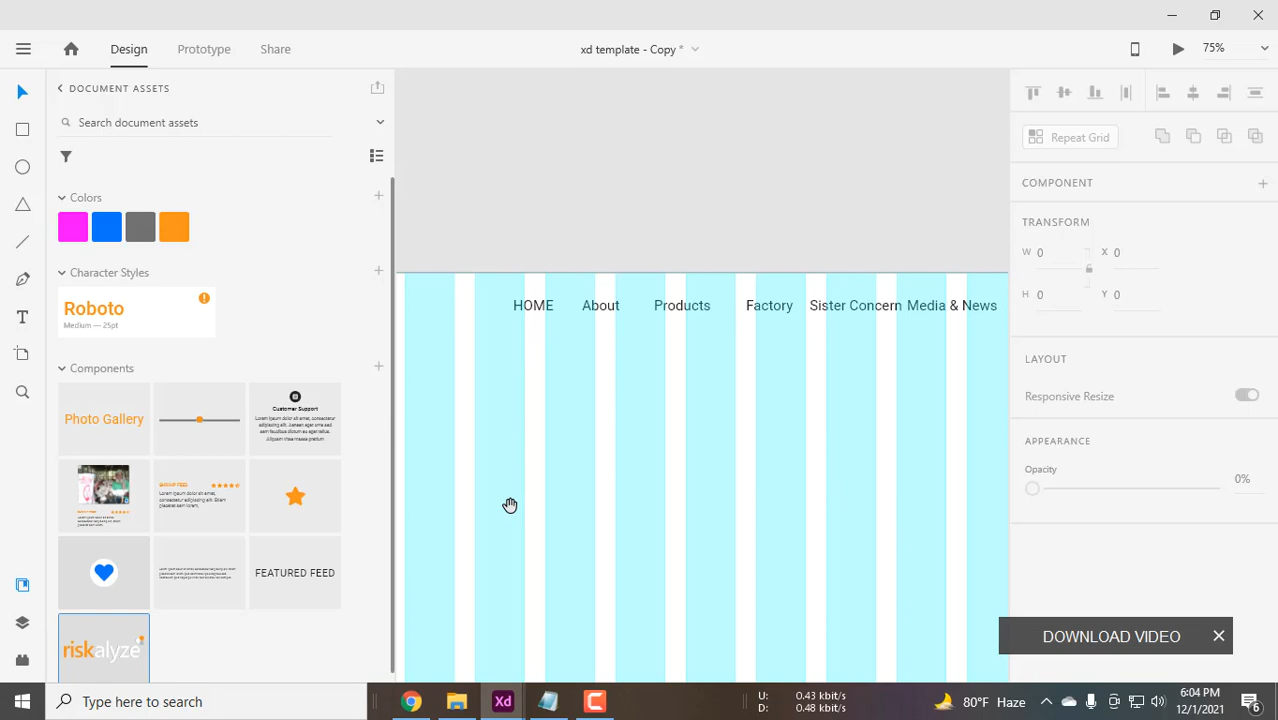 Design
Prototype
Share
xd template - Copy *
75%
DOCUMENT ASSETS
Search document assets
Colors
Character Styles
Roboto
Medium — 25pt
Components
Photo Gallery
Customer Support
FEATURED FEED
riskalyze
HOME About Products Factory Sister Concern Media & News
Repeat Grid
COMPONENT
TRANSFORM
W 0 X 0
H 0 Y 0
LAYOUT
Responsive Resize
APPEARANCE
Opacity
0%
DOWNLOAD VIDEO
Type here to search
Xd
U: 0.43 kbit/s
D: 0.48 kbit/s
80°F Haze
6:04 PM
12/1/2021
6